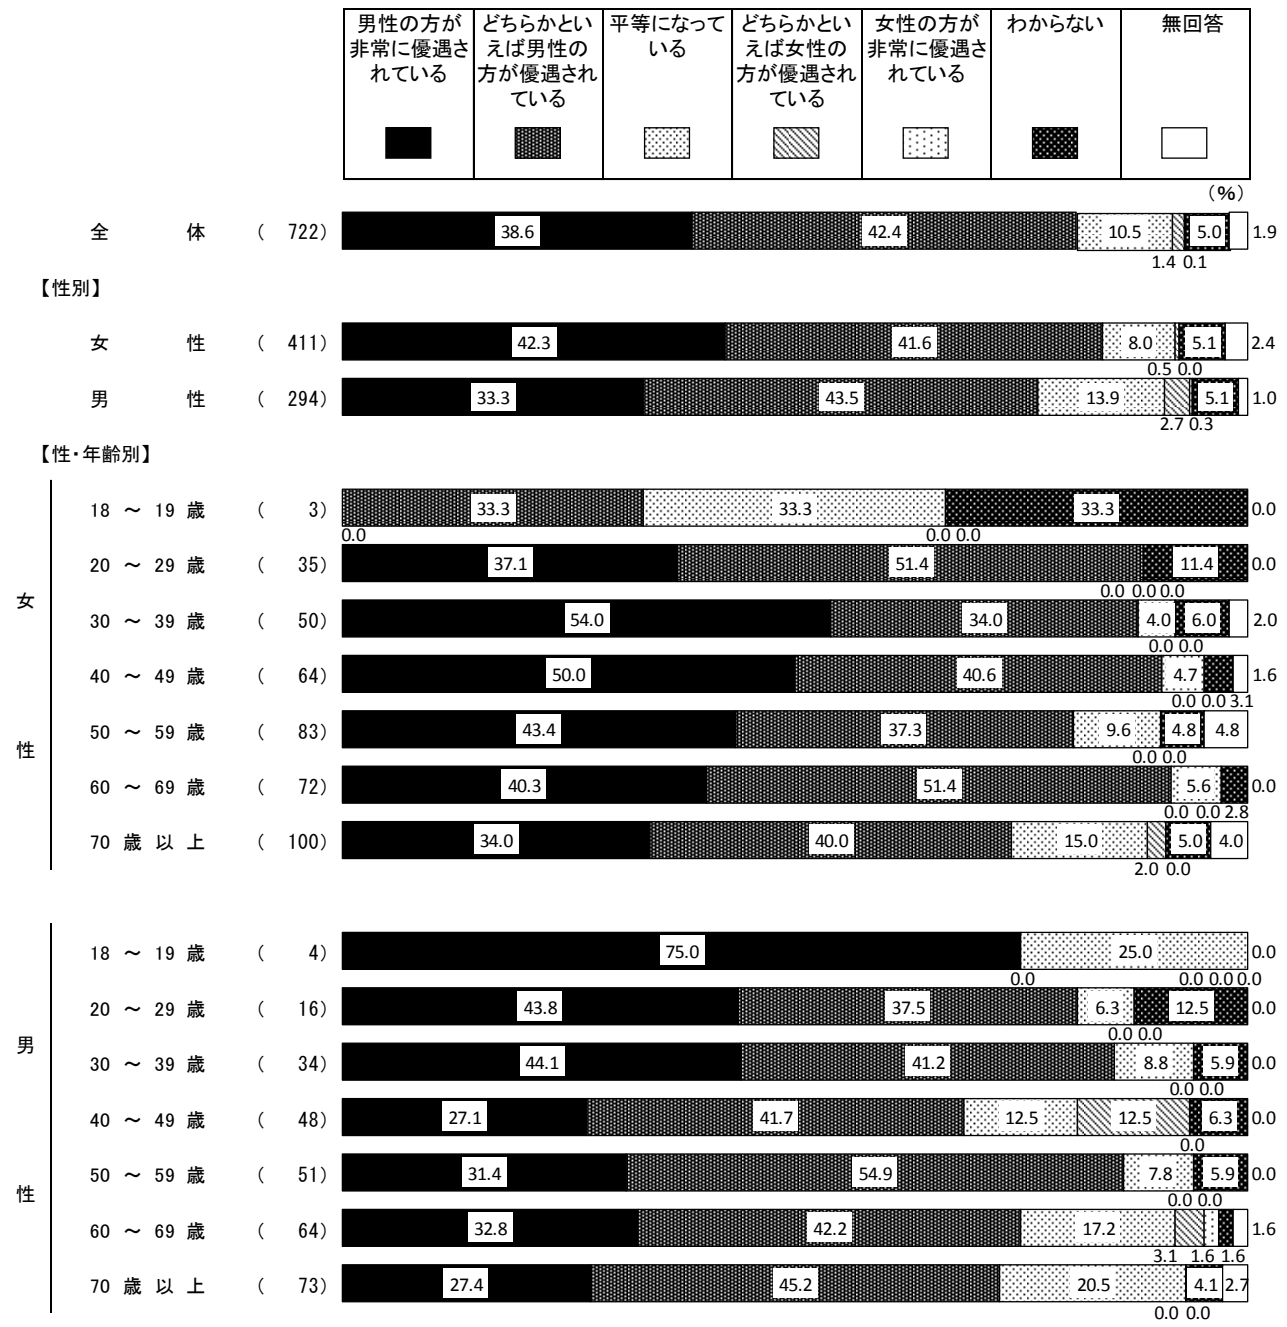 男性の方が
非常に優遇さ
れている
どちらかとい
えば男性の
方が優遇され
ている
平等になって
いる
どちらかとい
えば女性の
方が優遇され
ている
女性の方が
非常に優遇さ
れている
わからない
無回答
(%)
全 体 ( 722) 38.6 42.4 10.5 5.0 1.9
1.4 0.1
【性別】
女 性 ( 411) 42.3 41.6 8.0 5.1 2.4
0.5 0.0
男 性 ( 294) 33.3 43.5 13.9 5.1 1.0
2.7 0.3
【性・年齢別】
女性
18 ～ 19 歳 ( 3) 33.3 33.3 33.3 0.0
0.0 0.0 0.0
20 ～ 29 歳 ( 35) 37.1 51.4 11.4 0.0
0.0 0.0 0.0
30 ～ 39 歳 ( 50) 54.0 34.0 4.0 6.0 2.0
0.0 0.0
40 ～ 49 歳 ( 64) 50.0 40.6 4.7 1.6
0.0 0.0 3.1
50 ～ 59 歳 ( 83) 43.4 37.3 9.6 4.8 4.8
0.0 0.0
60 ～ 69 歳 ( 72) 40.3 51.4 5.6 0.0
0.0 0.0 2.8
70 歳 以 上 ( 100) 34.0 40.0 15.0 5.0 4.0
2.0 0.0
男性
18 ～ 19 歳 ( 4) 75.0 25.0 0.0
0.0 0.0 0.0 0.0
20 ～ 29 歳 ( 16) 43.8 37.5 6.3 12.5 0.0
0.0 0.0
30 ～ 39 歳 ( 34) 44.1 41.2 8.8 5.9 0.0
0.0 0.0
40 ～ 49 歳 ( 48) 27.1 41.7 12.5 12.5 6.3 0.0
0.0
50 ～ 59 歳 ( 51) 31.4 54.9 7.8 5.9 0.0
0.0 0.0
60 ～ 69 歳 ( 64) 32.8 42.2 17.2 1.6
3.1 1.6 1.6
70 歳 以 上 ( 73) 27.4 45.2 20.5 4.1 2.7
0.0 0.0